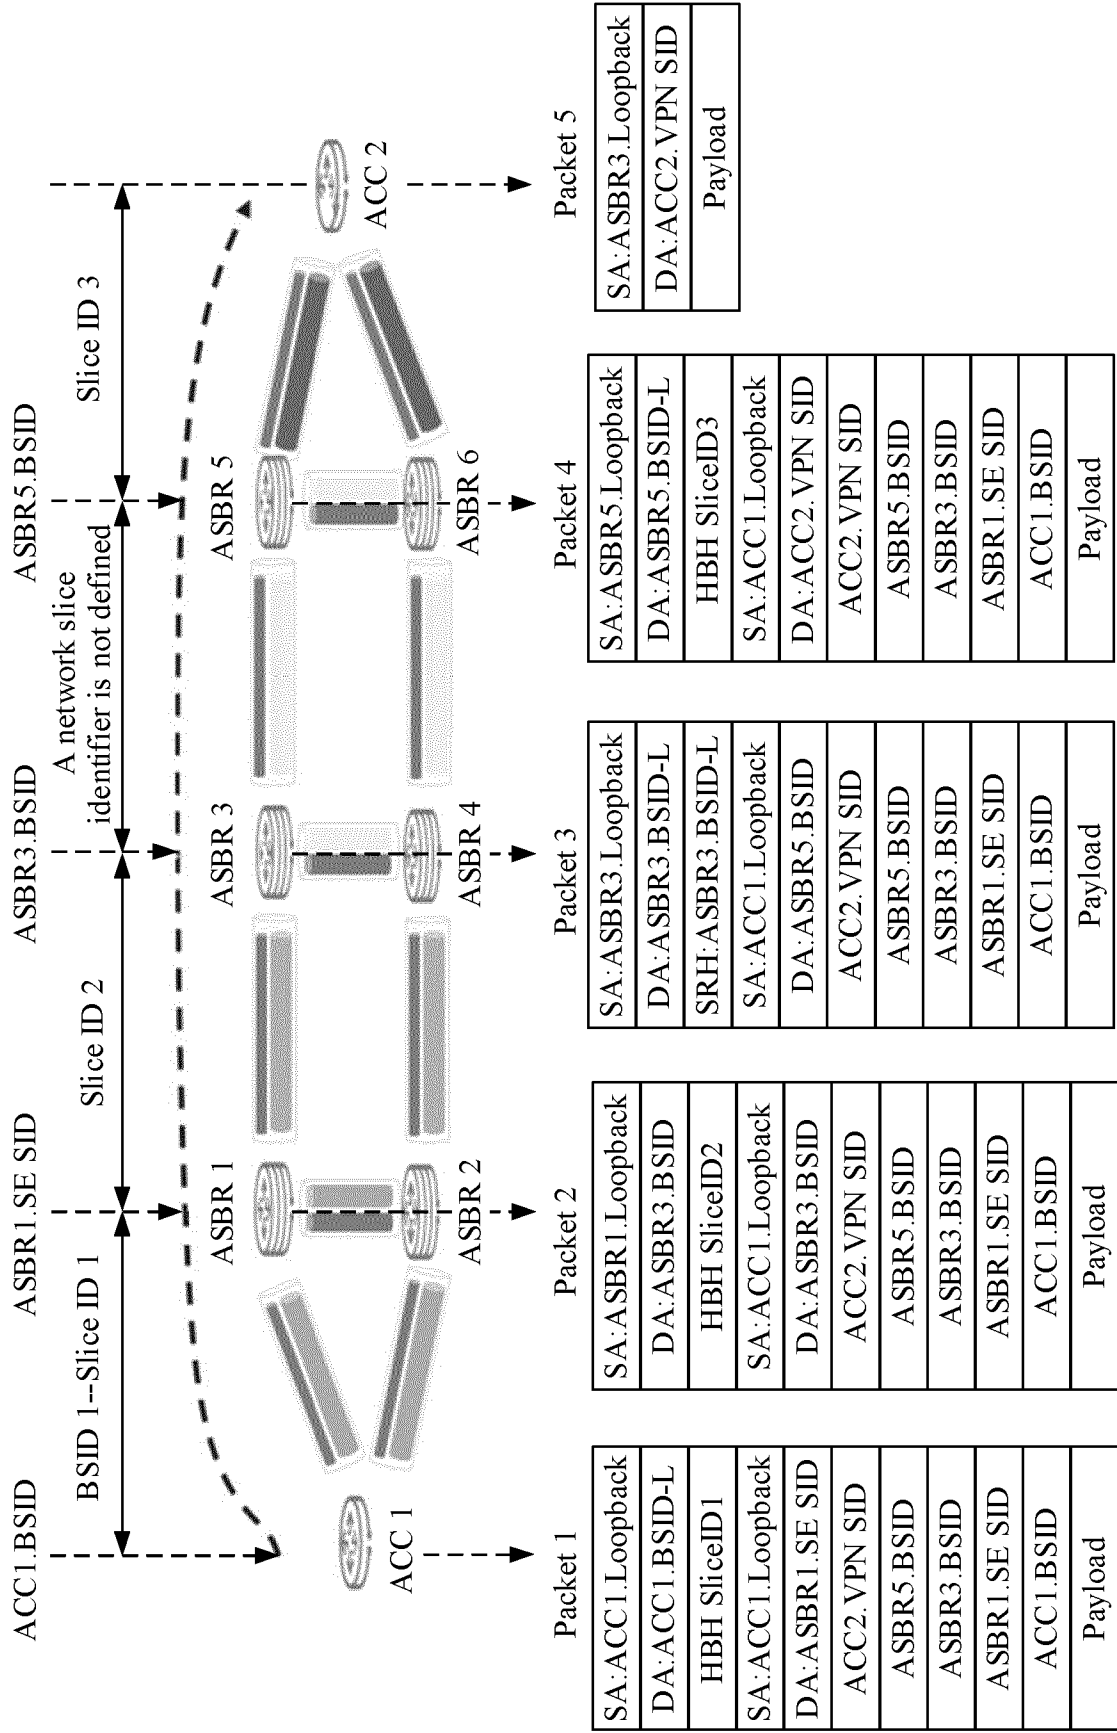 ACC1.BSID
ASBR1.SE SID
ASBR3.BSID
ASBR5.BSID
BSID 1--Slice ID 1
Slice ID 2
A network slice
identifier is not defined
Slice ID 3
ASBR 1
ASBR 3
ASBR 5
ACC 1
ACC 2
ASBR 2
ASBR 4
ASBR 6
Packet 1
SA:ACC1.Loopback
DA:ACC1.BSID-L
HBH SliceID1
SA:ACC1.Loopback
DA:ASBR1.SE SID
ACC2.VPN SID
ASBR5.BSID
ASBR3.BSID
ASBR1.SE SID
ACC1.BSID
Payload
Packet 2
SA:ASBR1.Loopback
DA:ASBR3.BSID
HBH SliceID2
SA:ACC1.Loopback
DA:ASBR3.BSID
ACC2.VPN SID
ASBR5.BSID
ASBR3.BSID
ASBR1.SE SID
ACC1.BSID
Payload
Packet 3
SA:ASBR3.Loopback
DA:ASBR3.BSID-L
SRH:ASBR3.BSID-L
SA:ACC1.Loopback
DA:ASBR5.BSID
ACC2.VPN SID
ASBR5.BSID
ASBR3.BSID
ASBR1.SE SID
ACC1.BSID
Payload
Packet 4
SA:ASBR5.Loopback
DA:ASBR5.BSID-L
HBH SliceID3
SA:ACC1.Loopback
DA:ACC2.VPN SID
ACC2.VPN SID
ASBR5.BSID
ASBR3.BSID
ASBR1.SE SID
ACC1.BSID
Payload
Packet 5
SA:ASBR3.Loopback
DA:ACC2.VPN SID
Payload